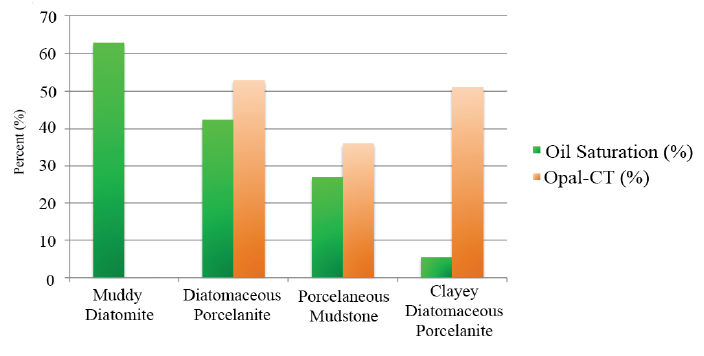 70
60
50
40
30
20
10
0
Percent (%)
Muddy
Diatomite
Diatomaceous
Porcelanite
Porcelaneous
Mudstone
Clayey
Diatomaceous
Porcelanite
Oil Saturation (%)
Opal-CT (%)